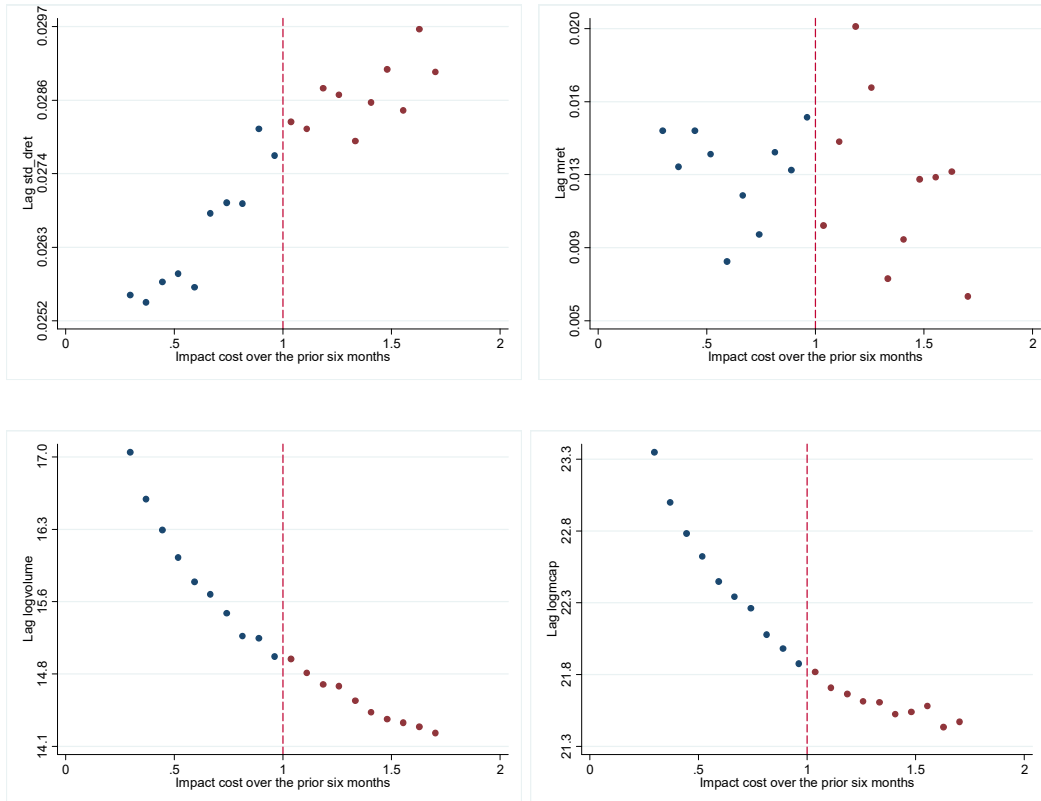 Lag std_dret
0.0297
0.0286
0.0274
0.0263
0.0252
0 .5 1 1.5 2
Impact cost over the prior six months
Lag mret
0.020
0.016
0.013
0.009
0.005
0 .5 1 1.5 2
Impact cost over the prior six months
Lag logvolume
17.0
16.3
15.6
14.8
14.1
0 .5 1 1.5 2
Impact cost over the prior six months
Lag logmcap
23.3
22.8
22.3
21.8
21.3
0 .5 1 1.5 2
Impact cost over the prior six months